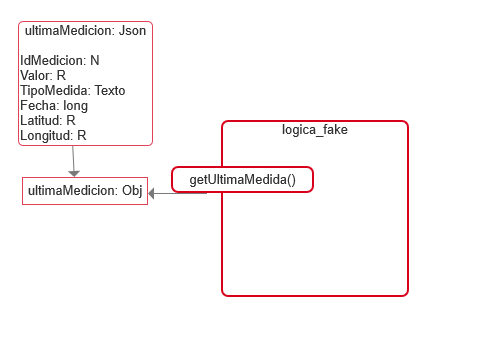 ultimaMedicion: Json
IdMedicion: N
Valor: R
TipoMedida: Texto
Fecha: long
Latitud: R
Longitud: R
logica_fake
getUltimaMedida()
ultimaMedicion: Obj